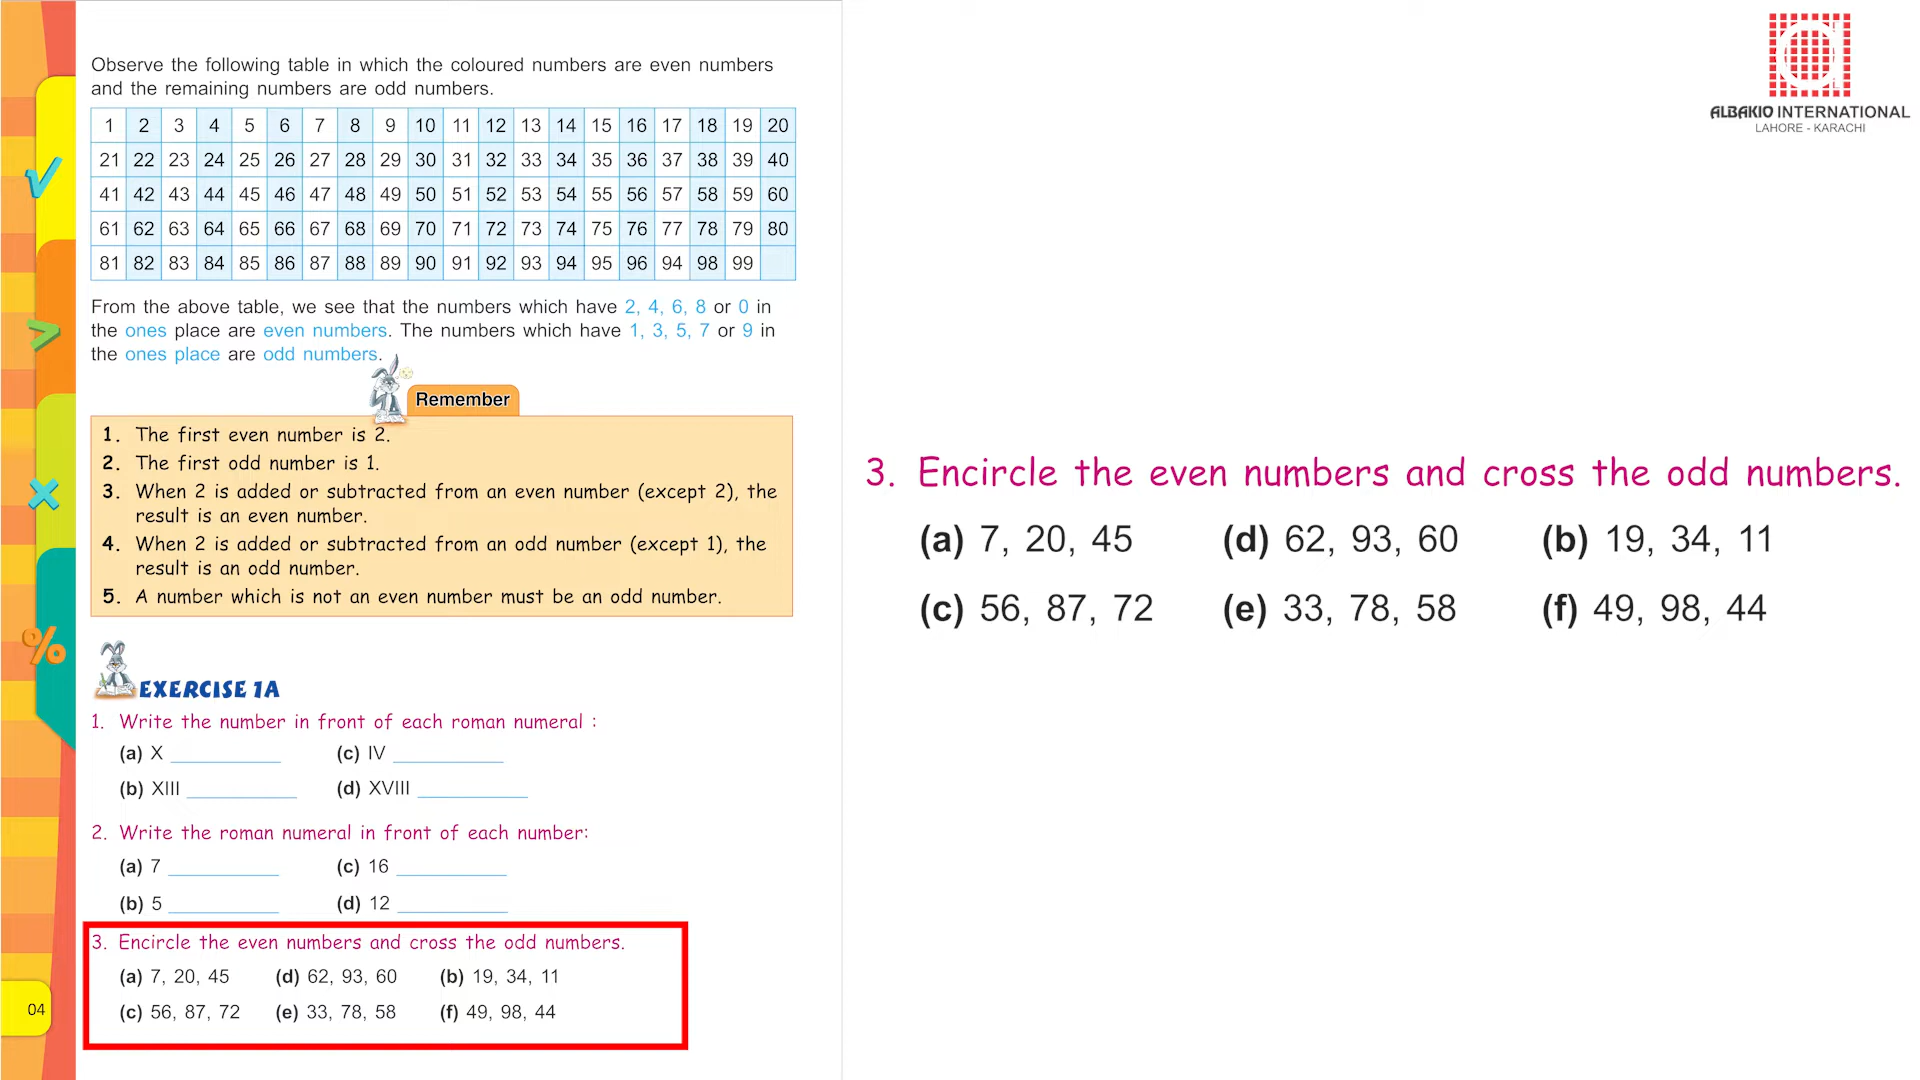 Observe the following table in which the coloured numbers are even numbers
and the remaining numbers are odd numbers.
1 2 3 4 5 6 7 8 9 10 11 12 13 14 15 16 17 18 19 20
21 22 23 24 25 26 27 28 29 30 31 32 33 34 35 36 37 38 39 40
41 42 43 44 45 46 47 48 49 50 51 52 53 54 55 56 57 58 59 60
61 62 63 64 65 66 67 68 69 70 71 72 73 74 75 76 77 78 79 80
81 82 83 84 85 86 87 88 89 90 91 92 93 94 95 96 94 98 99
From the above table, we see that the numbers which have 2, 4, 6, 8 or 0 in
the ones place are even numbers. The numbers which have 1, 3, 5, 7 or 9 in
the ones place are odd numbers.
Remember
1. The first even number is 2.
2. The first odd number is 1.
3. When 2 is added or subtracted from an even number (except 2), the
result is an even number.
4. When 2 is added or subtracted from an odd number (except 1), the
result is an odd number.
5. A number which is not an even number must be an odd number.
EXERCISE 1A
1. Write the number in front of each roman numeral :
(a) X (c) IV
(b) XIII (d) XVIII
2. Write the roman numeral in front of each number:
(a) 7 (c) 16
(b) 5 (d) 12
3. Encircle the even numbers and cross the odd numbers.
(a) 7, 20, 45 (d) 62, 93, 60 (b) 19, 34, 11
(c) 56, 87, 72 (e) 33, 78, 58 (f) 49, 98, 44
04
√
>
×
%
a
ALBAKIO INTERNATIONAL
LAHORE - KARACHI
3. Encircle the even numbers and cross the odd numbers.
(a) 7, 20, 45 (d) 62, 93, 60 (b) 19, 34, 11
(c) 56, 87, 72 (e) 33, 78, 58 (f) 49, 98, 44